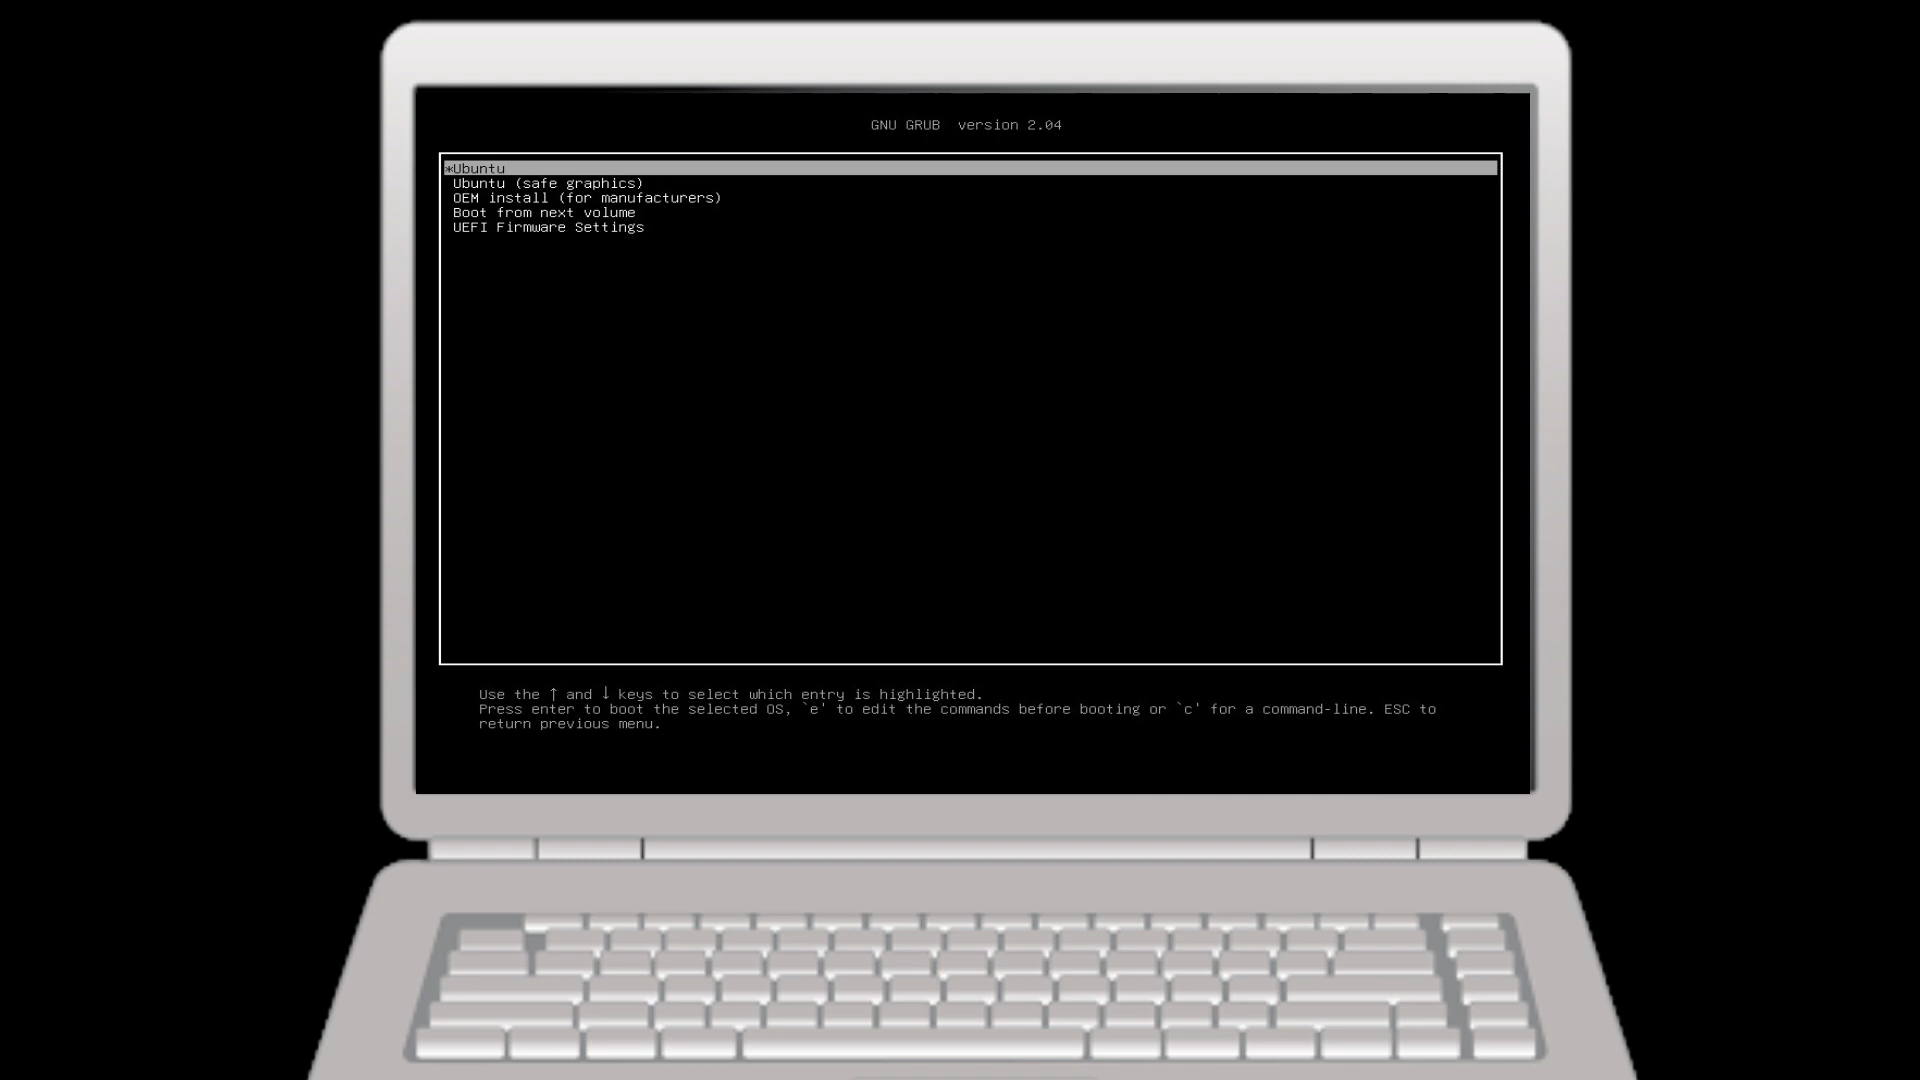 GNU GRUB  version 2.04
*Ubuntu
Ubuntu (safe graphics)
OEM install (for manufacturers)
Boot from next volume
UEFI Firmware Settings
Use the ↑ and ↓ keys to select which entry is highlighted.
Press enter to boot the selected OS, `e' to edit the commands before booting or `c' for a command-line. ESC to
return previous menu.